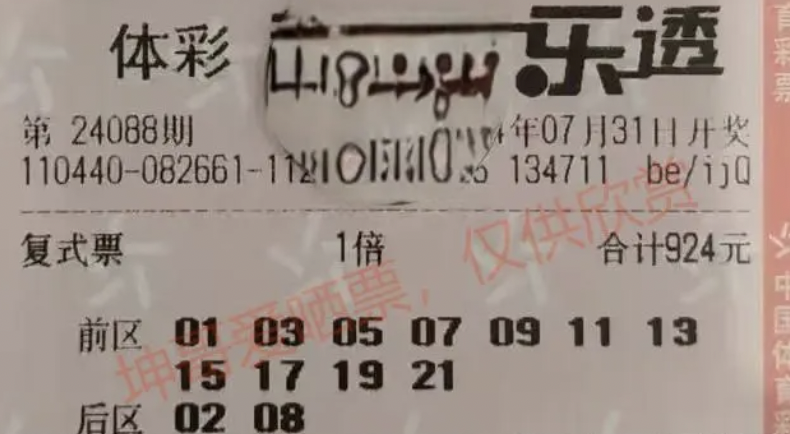 体彩 乐透
第 24088期 年07月31日开奖
110440-082661-11 134711 be/ijQ
复式票 1倍 合计924元
前区 01 03 05 07 09 11 13
15 17 19 21
后区 02 08
坤哥爱晒票，仅供欣赏
育彩票
中国体育彩